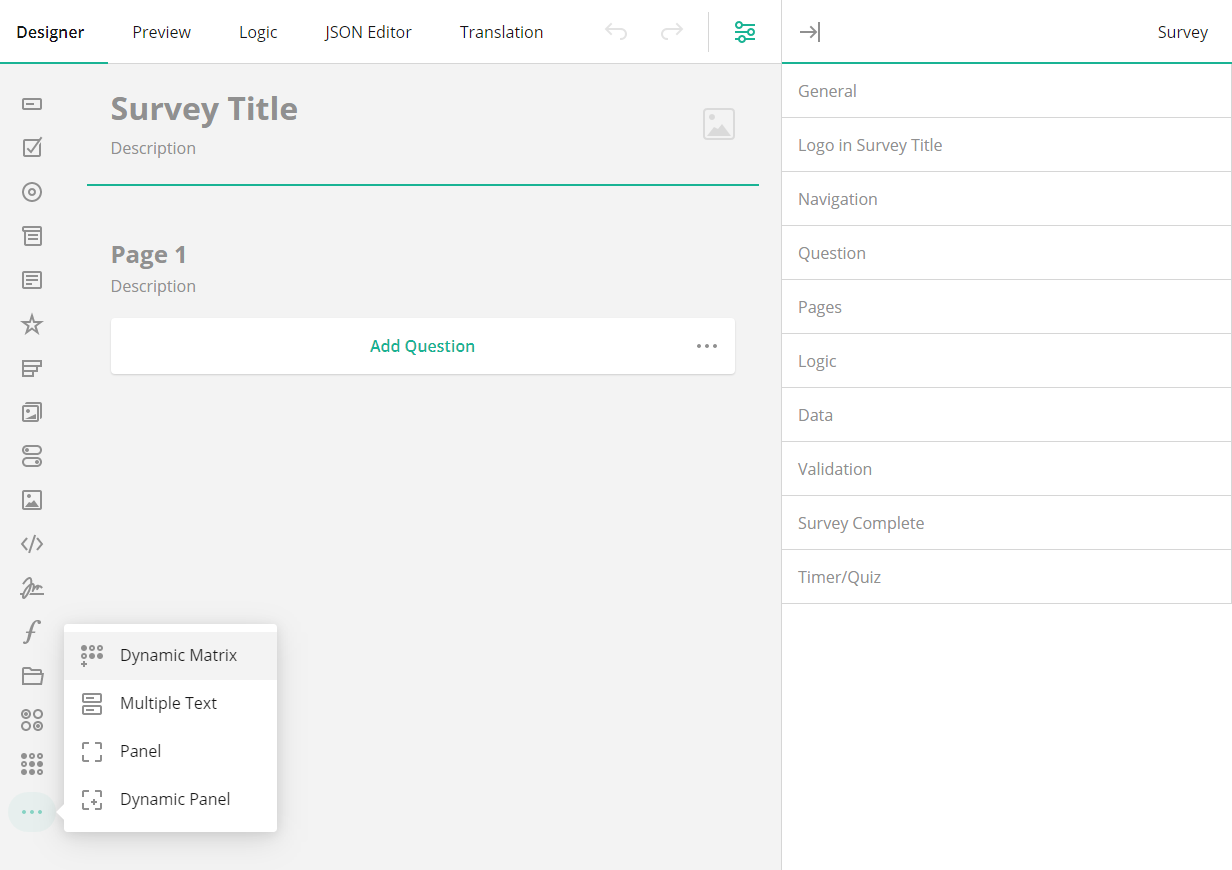 Designer
Preview
Logic
JSON Editor
Translation
Survey
Survey Title
Description
Page 1
Description
Add Question
Dynamic Matrix
Multiple Text
Panel
Dynamic Panel
General
Logo in Survey Title
Navigation
Question
Pages
Logic
Data
Validation
Survey Complete
Timer/Quiz